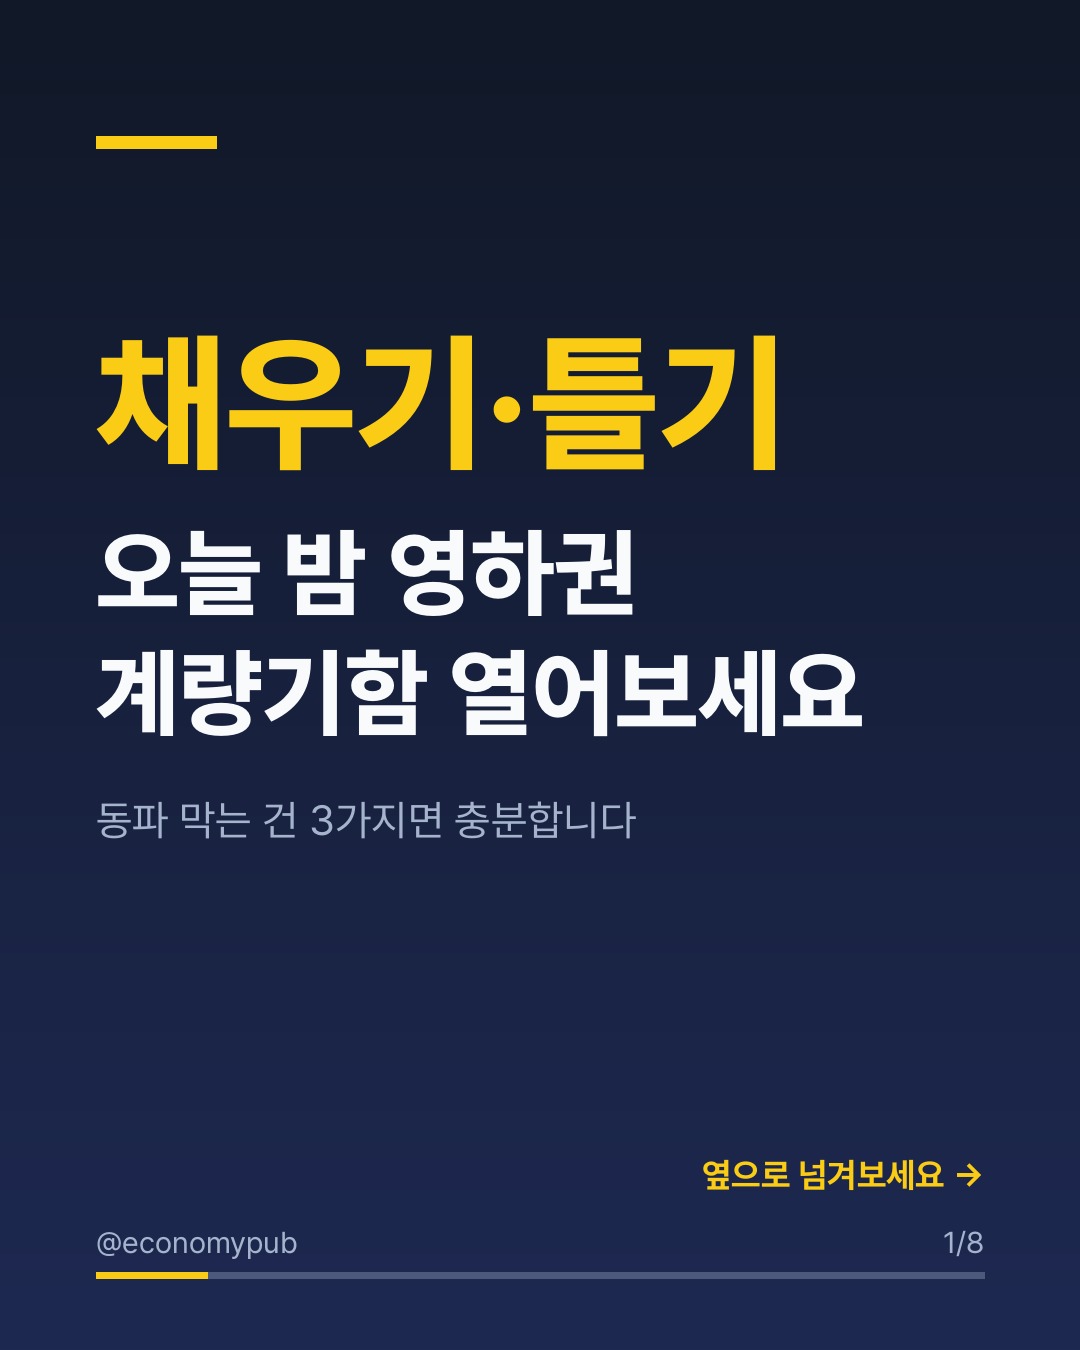 채우기·틀기
오늘 밤 영하권
계량기함 열어보세요
동파 막는 건 3가지면 충분합니다
옆으로 넘겨보세요 →
@economypub
1/8